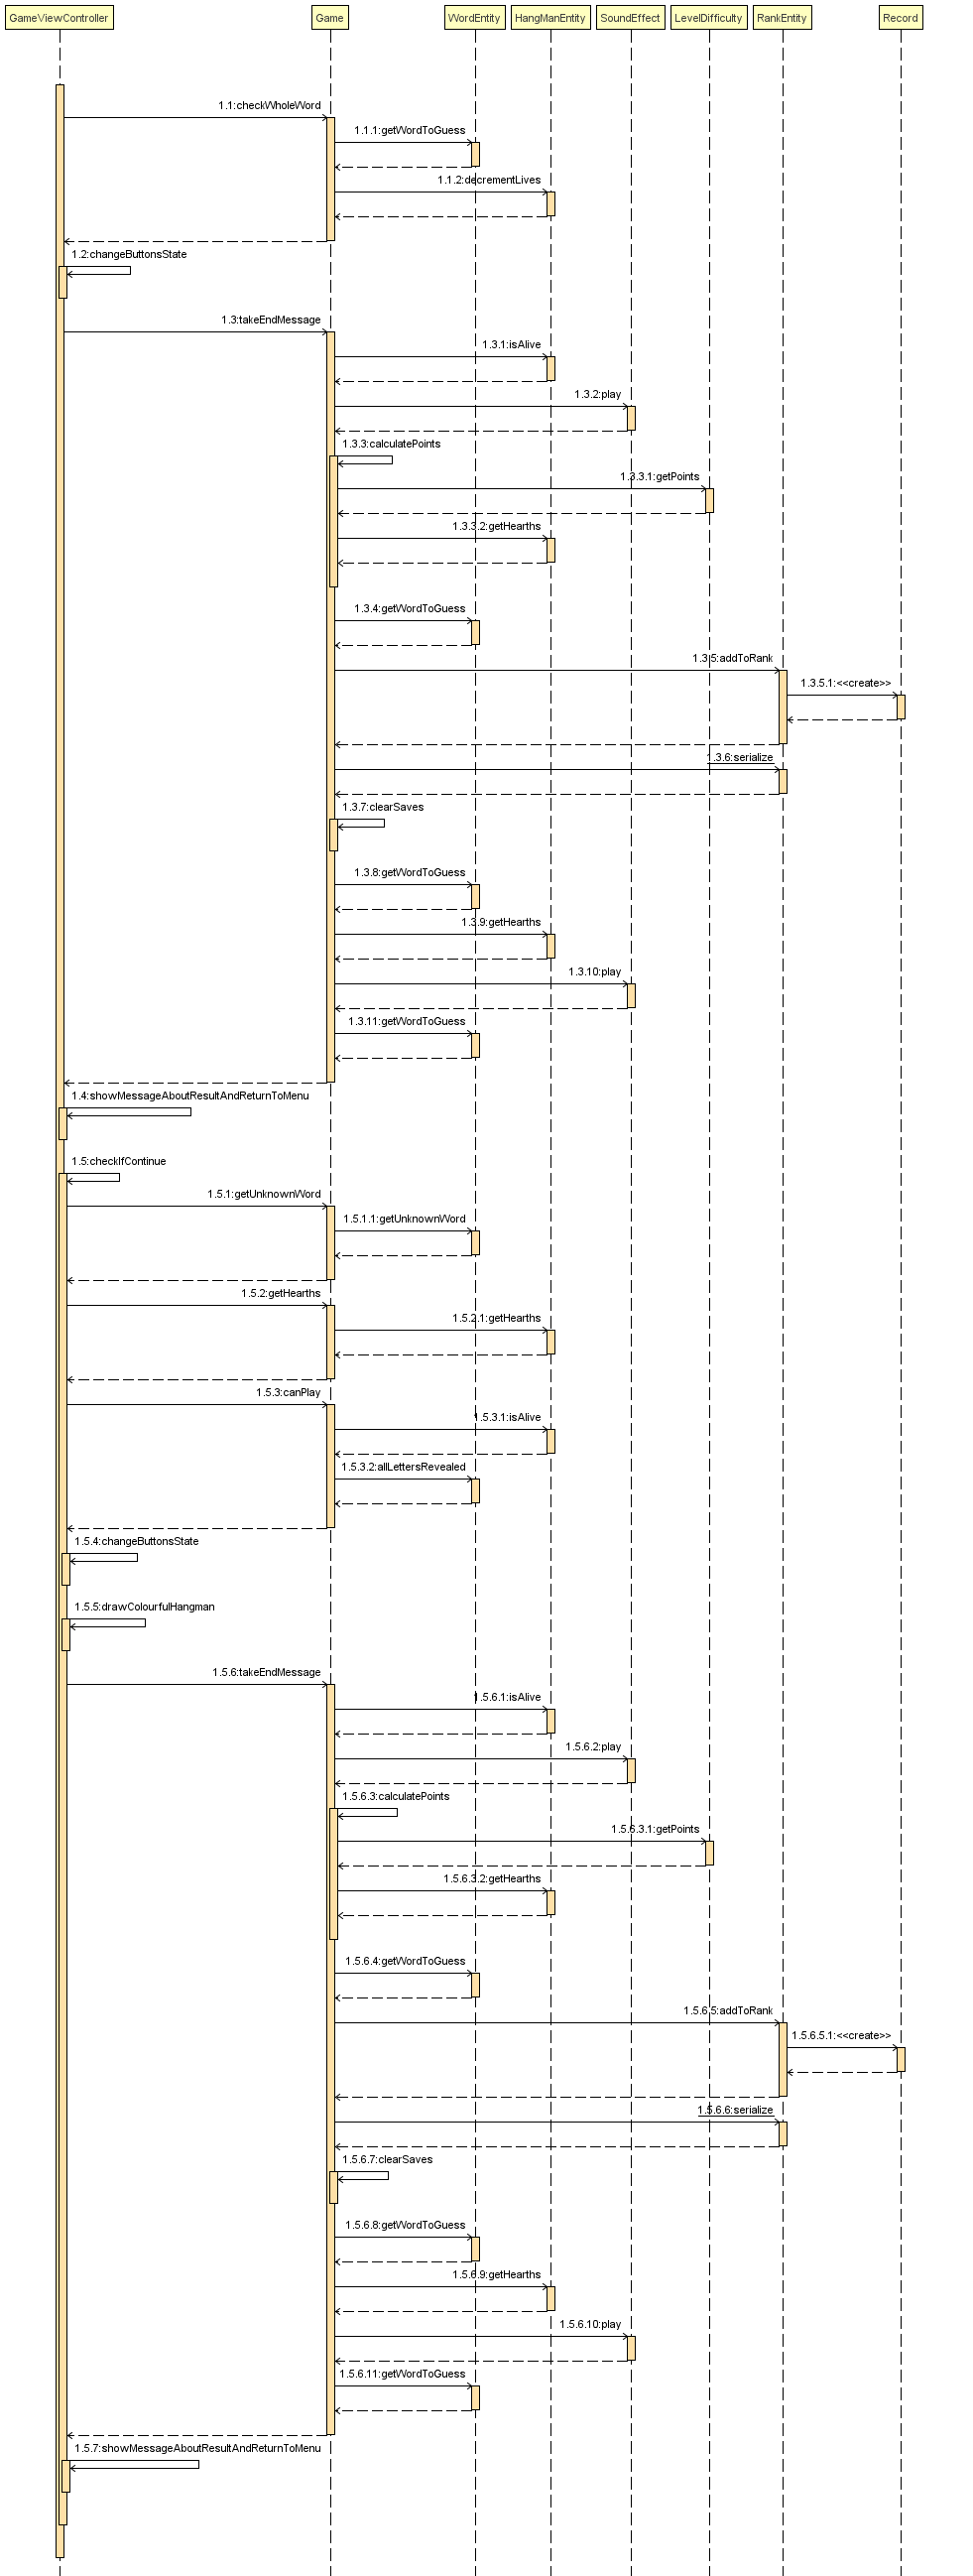 GameViewController
Game
WordEntity
HangManEntity
SoundEffect
LevelDifficulty
RankEntity
Record
1.1:checkWholeWord
1.1.1:getWordToGuess
1.1.2:decrementLives
1.2:changeButtonsState
1.3:takeEndMessage
1.3.1:isAlive
1.3.2:play
1.3.3:calculatePoints
1.3.3.1:getPoints
1.3.3.2:getHearths
1.3.4:getWordToGuess
1.3.5:addToRank
1.3.5.1:<<create>>
1.3.6:serialize
1.3.7:clearSaves
1.3.8:getWordToGuess
1.3.9:getHearths
1.3.10:play
1.3.11:getWordToGuess
1.4:showMessageAboutResultAndReturnToMenu
1.5:checkIfContinue
1.5.1:getUnknownWord
1.5.1.1:getUnknownWord
1.5.2:getHearths
1.5.2.1:getHearths
1.5.3:canPlay
1.5.3.1:isAlive
1.5.3.2:allLettersRevealed
1.5.4:changeButtonsState
1.5.5:drawColourfulHangman
1.5.6:takeEndMessage
1.5.6.1:isAlive
1.5.6.2:play
1.5.6.3:calculatePoints
1.5.6.3.1:getPoints
1.5.6.3.2:getHearths
1.5.6.4:getWordToGuess
1.5.6.5:addToRank
1.5.6.5.1:<<create>>
1.5.6.6:serialize
1.5.6.7:clearSaves
1.5.6.8:getWordToGuess
1.5.6.9:getHearths
1.5.6.10:play
1.5.6.11:getWordToGuess
1.5.7:showMessageAboutResultAndReturnToMenu